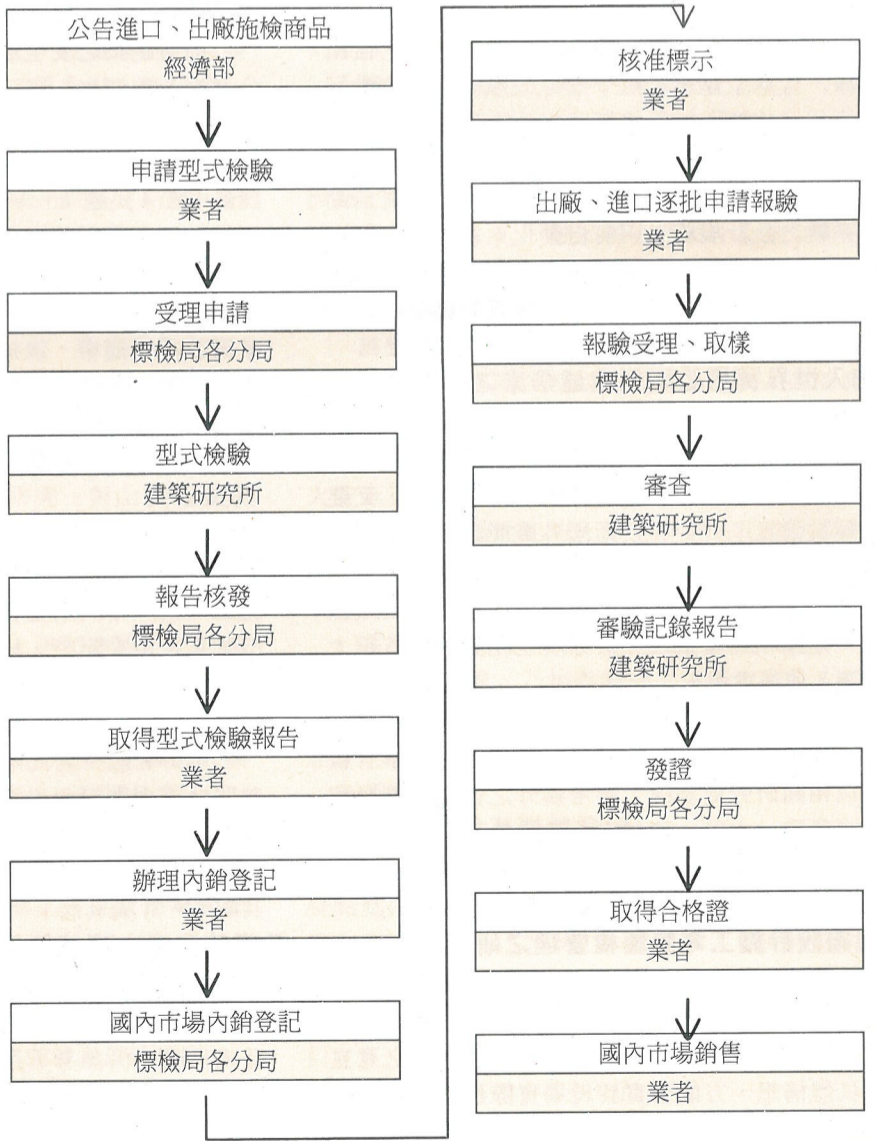 公告進口、出廠施檢商品
經濟部
申請型式檢驗
業者
受理申請
標檢局各分局
型式檢驗
建築研究所
報告核發
標檢局各分局
取得型式檢驗報告
業者
辦理內銷登記
業者
國內市場內銷登記
標檢局各分局
核准標示
業者
出廠、進口逐批申請報驗
業者
報驗受理、取樣
標檢局各分局
審查
建築研究所
審驗記錄報告
建築研究所
發證
標檢局各分局
取得合格證
業者
國內市場銷售
業者